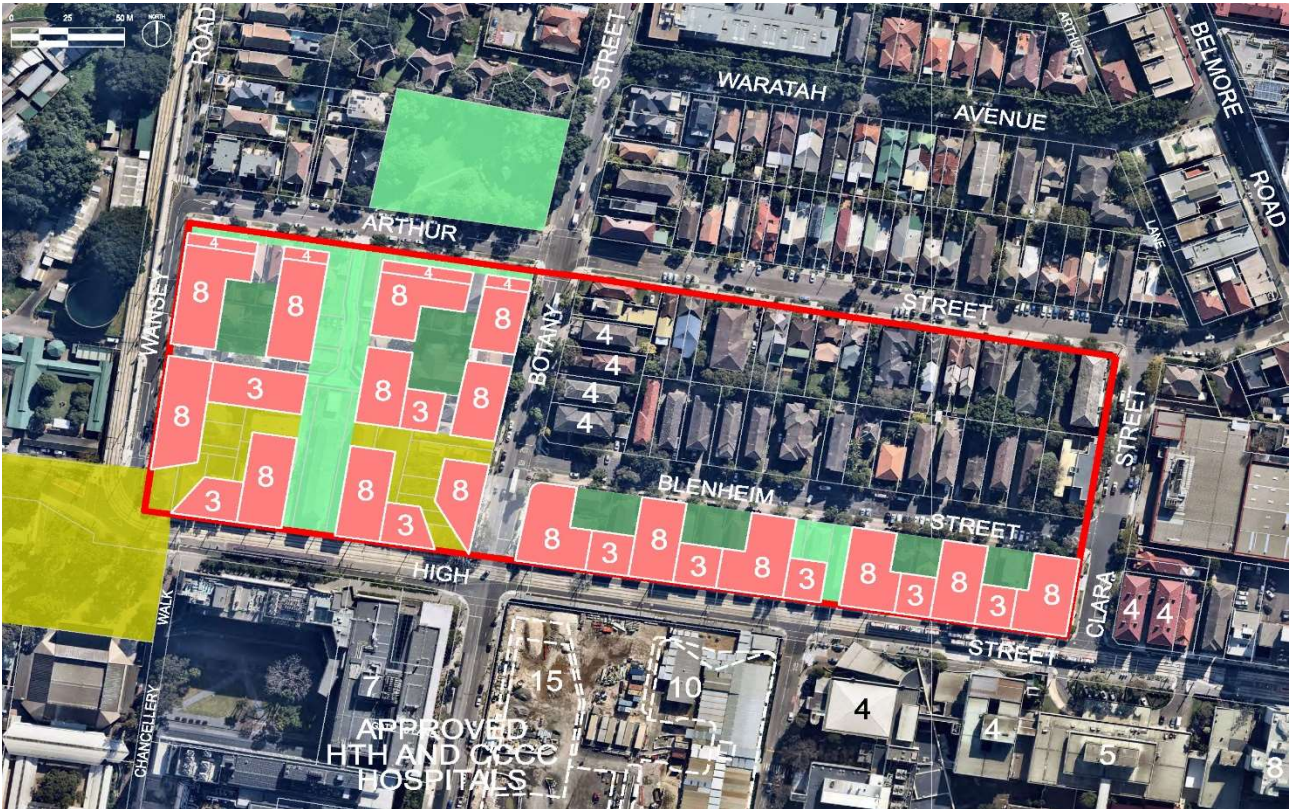 0 25 50 M
NORTH
ROAD
STREET
ARTHUR
BELMORE
WARATAH
AVENUE
ROAD
ARTHUR
LANE
WANSEY
4
4
4
4
8
8
8
8
STREET
BOTANY
4
4
4
4
8
3
8
3
8
STREET
8
8
8
3
8
3
BLENHEIM
STREET
8
3
8
3
8
3
8
3
8
3
8
HIGH
CLARA
4
4
STREET
WALK
CHANCELLERY
7
15
10
4
4
5
8
APPROVED
HTH AND CCCC
HOSPITALS